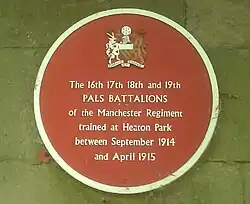 The 16th 17th 18th and 19th
PALS BATTALIONS
of the Manchester Regiment
trained at Heaton Park
between September 1914
and April 1915